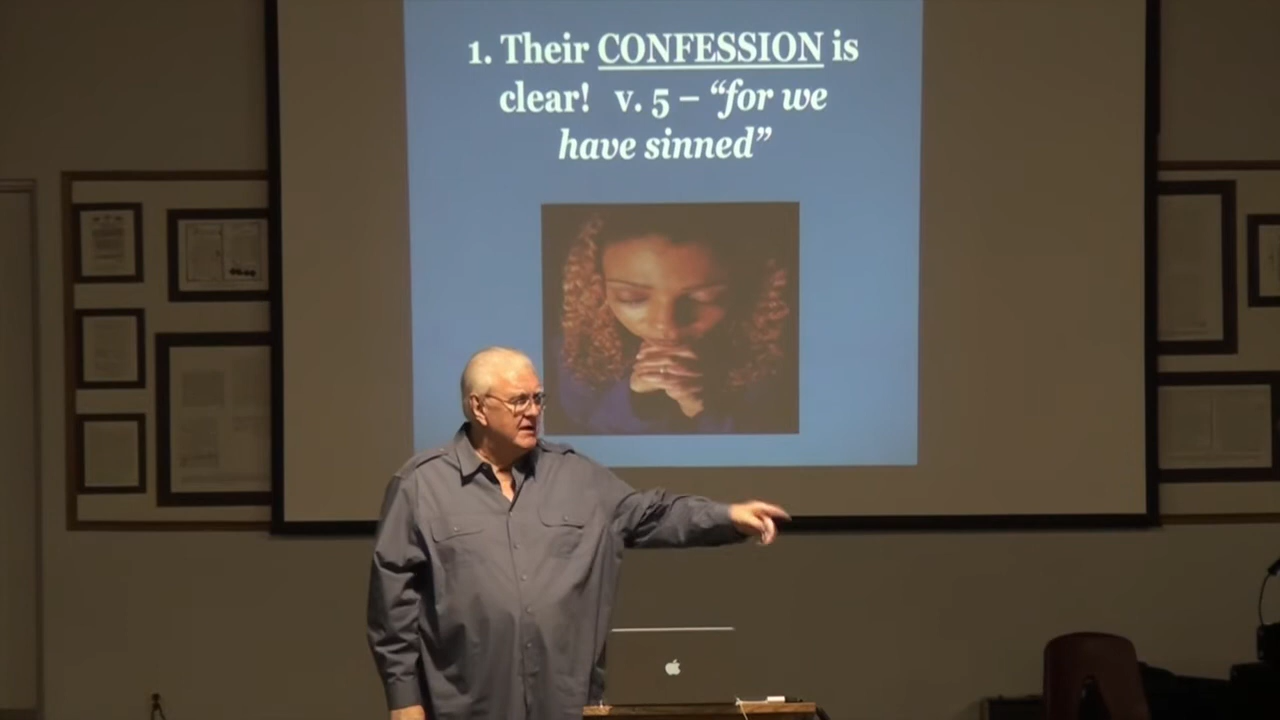 1. Their CONFESSION is
clear! v. 5 – “for we
have sinned”